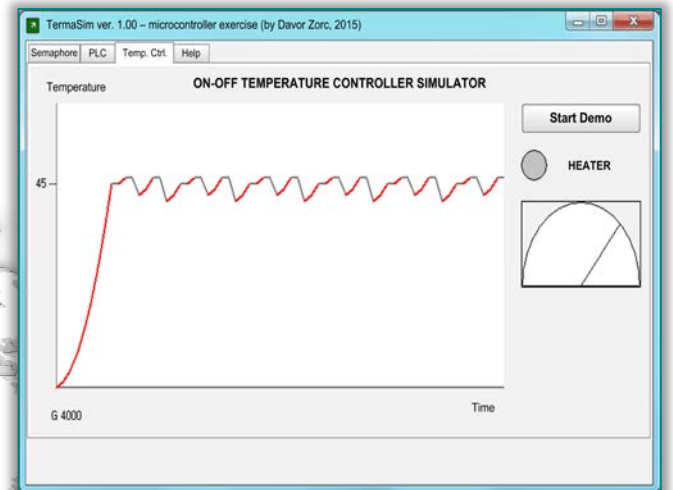 TermaSim ver. 1.00 – microcontroller exercise (by Davor Zorc, 2015)
Semaphore PLC Temp. Ctrl. Help
Temperature ON-OFF TEMPERATURE CONTROLLER SIMULATOR
Start Demo
HEATER
45
Time
G 4000